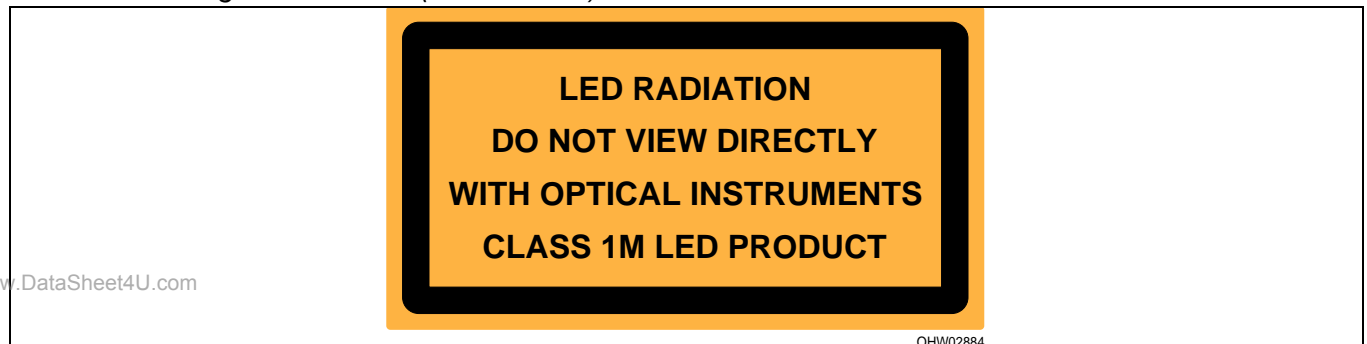 LED RADIATION
DO NOT VIEW DIRECTLY
WITH OPTICAL INSTRUMENTS
CLASS 1M LED PRODUCT
w.DataSheet4U.com
OHW02884